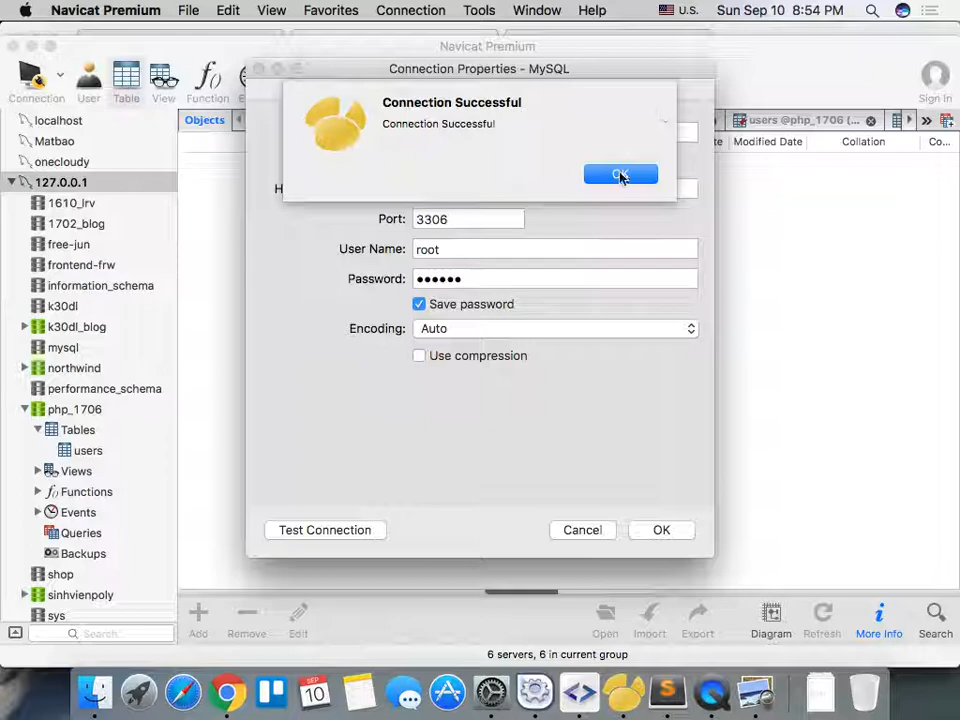 Navicat Premium File Edit View Favorites Connection Tools Window Help U.S. Sun Sep 10 8:54 PM
Navicat Premium
Connection User Table View Function Sign In
Connection Properties - MySQL
Connection Successful
Connection Successful
OK
localhost
Matbao
onecloudy
127.0.0.1
1610_lrv
1702_blog
free-jun
frontend-frw
information_schema
k30dl
k30dl_blog
mysql
northwind
performance_schema
php_1706
Tables
users
Views
Functions
Events
Queries
Backups
shop
sinhvienpoly
sys
Search
Objects
users @php_1706 (...
Modified Date Collation Co...
Port: 3306
User Name: root
Password: ••••••
Save password
Encoding: Auto
Use compression
Test Connection Cancel OK
Add Remove Edit Open Import Export Diagram Refresh More Info Search
6 servers, 6 in current group
SEP
10